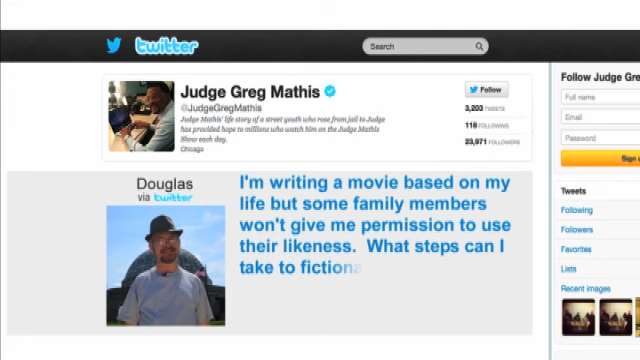 twitter
Search
Judge Greg Mathis
@JudgeGregMathis
Judge Mathis' life story of a street youth who rose from jail to Judge
has provided hope to millions who watch him on the Judge Mathis
Show each day.
Chicago
Follow
3,203 TWEETS
118 FOLLOWING
23,971 FOLLOWERS
Douglas
via twitter
I'm writing a movie based on my
life but some family members
won't give me permission to use
their likeness. What steps can I
take to fictiona
Follow Judge Gre
Full name
Email
Password
Sign u
Tweets
Following
Followers
Favorites
Lists
Recent images